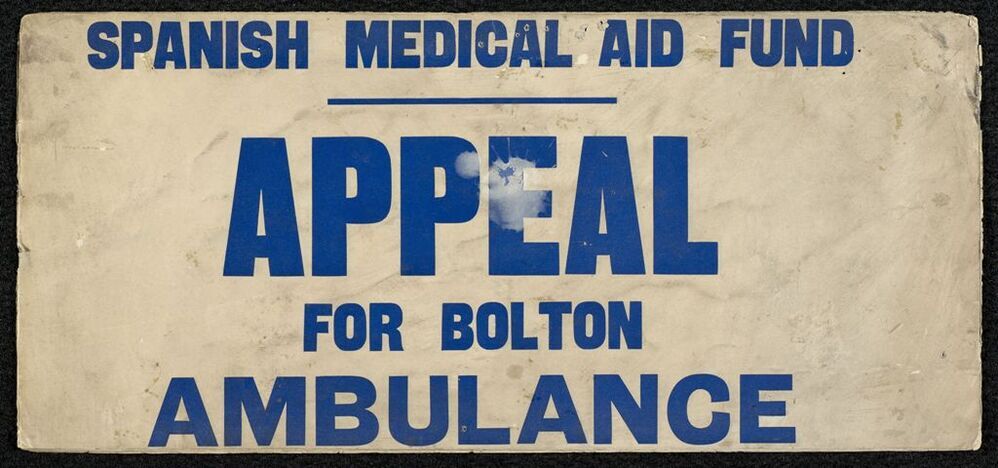 SPANISH MEDICAL AID FUND
APPEAL
FOR BOLTON
AMBULANCE